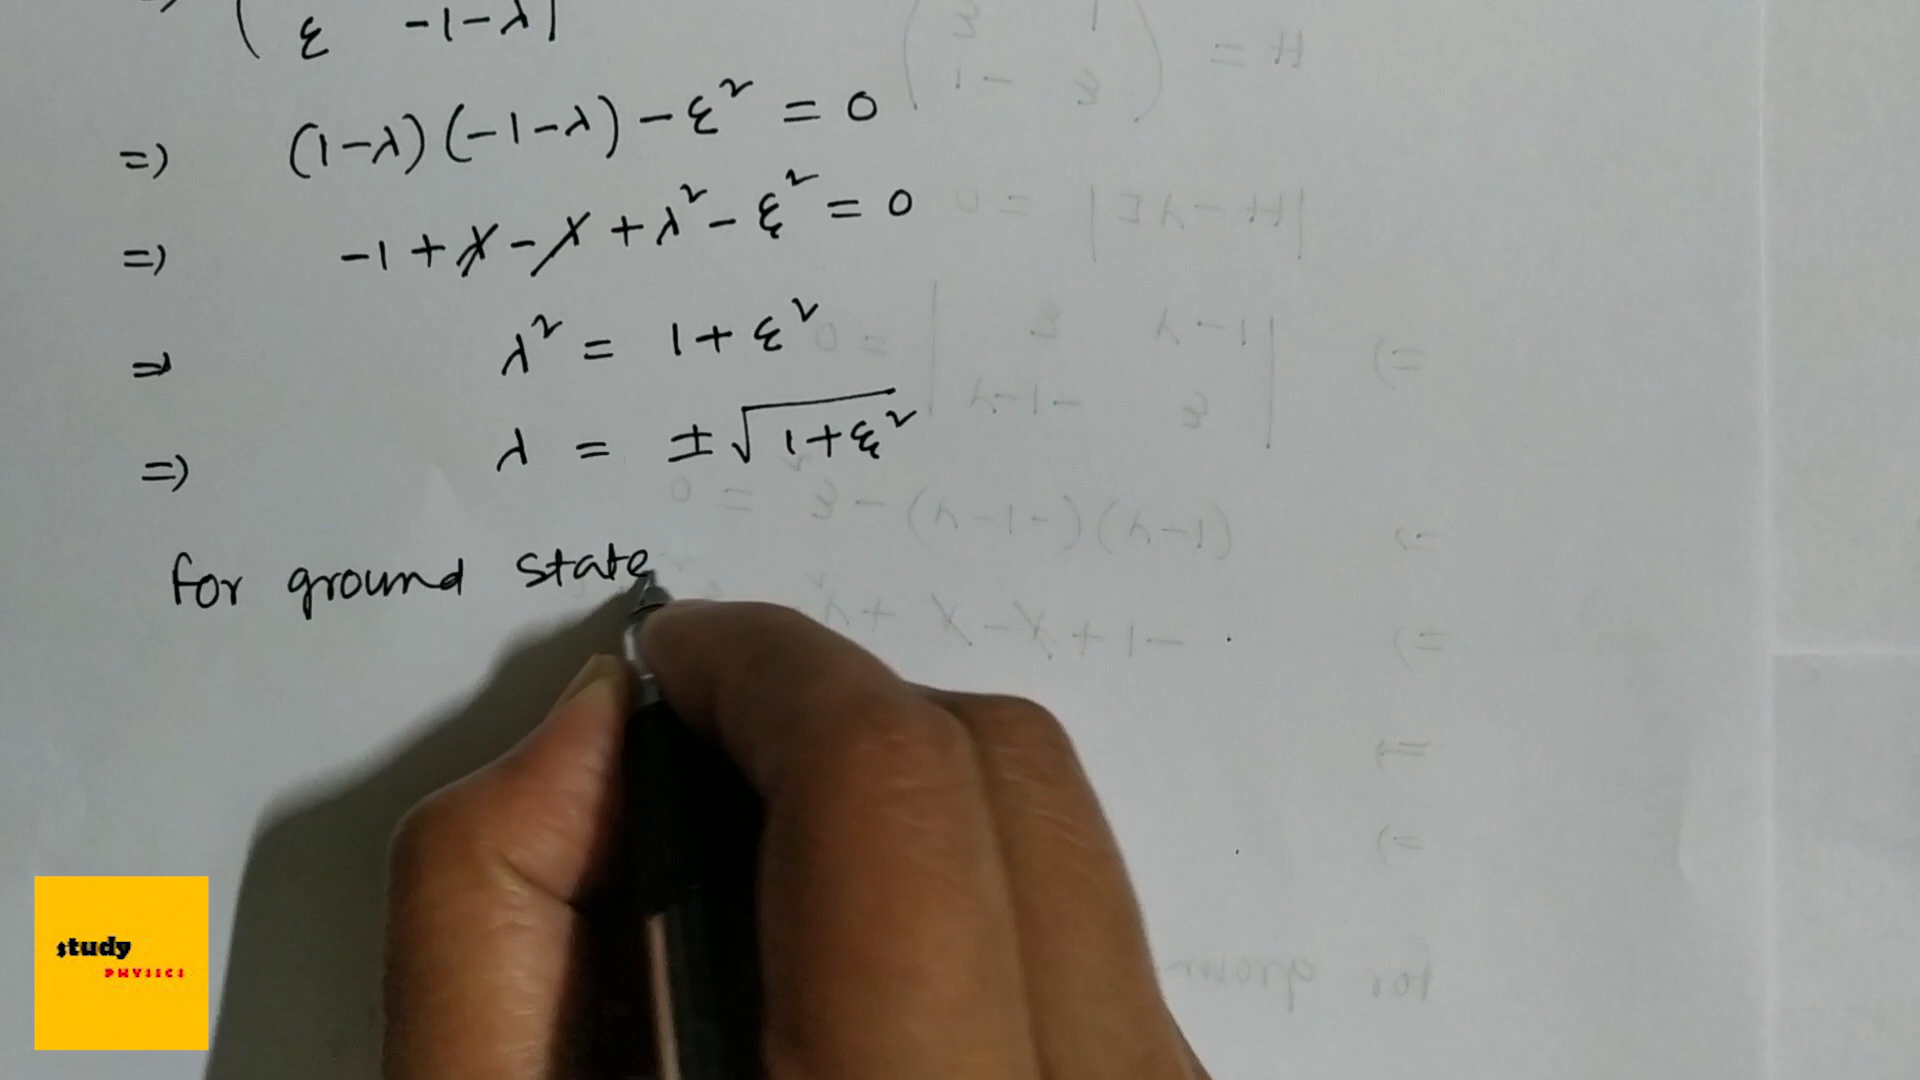 ε -1-λ|
=> (1-λ)(-1-λ)-ε² = 0
=> -1+λ-λ+λ²-ε² = 0
=> λ² = 1+ε²
=> λ = ±√1+ε²
for ground state
study
PHYSICS